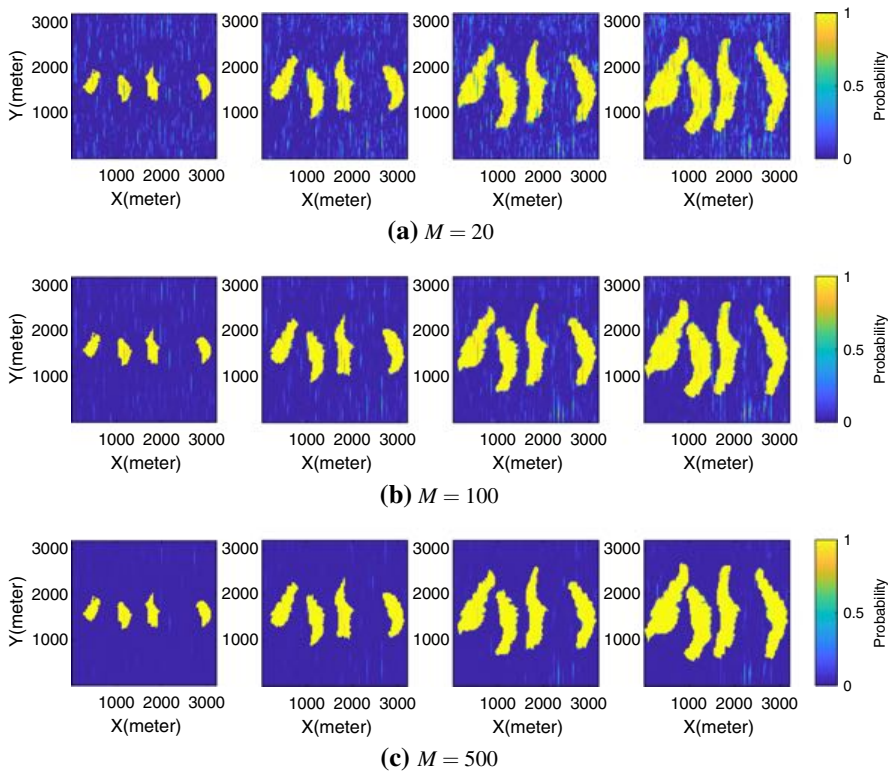 3000 3000 3000 3000 1
2000 2000 2000 2000 0.5
1000 1000 1000 1000 0
Y(meter) Probability
1000 2000 3000 1000 2000 3000 1000 2000 3000 1000 2000 3000
X(meter) X(meter) X(meter) X(meter)
(a) M = 20
3000 3000 3000 3000 1
2000 2000 2000 2000 0.5
1000 1000 1000 1000 0
Y(meter) Probability
1000 2000 3000 1000 2000 3000 1000 2000 3000 1000 2000 3000
X(meter) X(meter) X(meter) X(meter)
(b) M = 100
3000 3000 3000 3000 1
2000 2000 2000 2000 0.5
1000 1000 1000 1000 0
Y(meter) Probability
1000 2000 3000 1000 2000 3000 1000 2000 3000 1000 2000 3000
X(meter) X(meter) X(meter) X(meter)
(c) M = 500